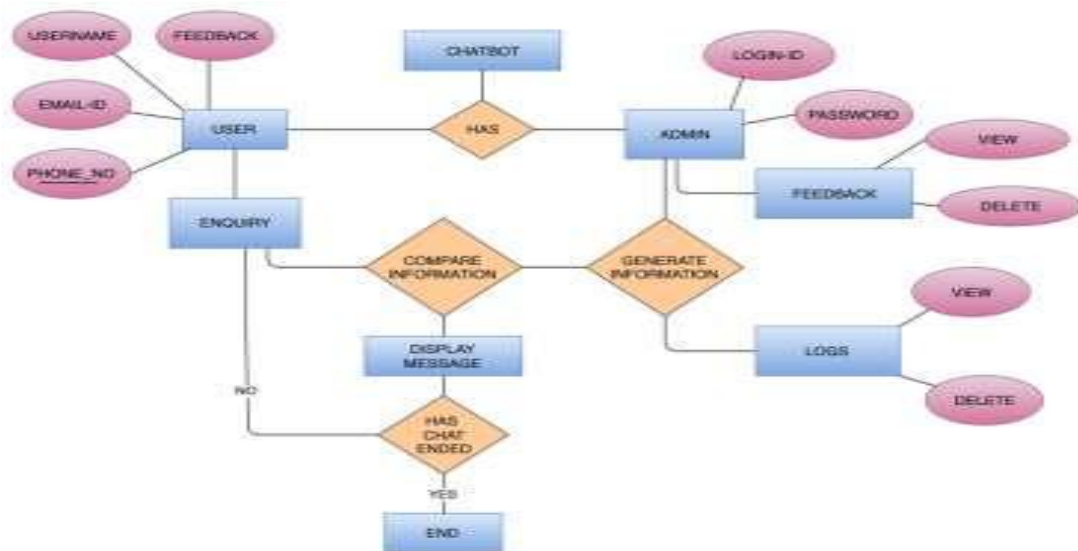 USERNAME
FEEDBACK
CHATBOT
LOGIN-ID
EMAIL-ID
USER
HAS
ADMIN
PASSWORD
VIEW
PHONE_NO
FEEDBACK
DELETE
ENQUIRY
COMPARE
INFORMATION
GENERATE
INFORMATION
VIEW
DISPLAY
MESSAGE
LOGS
NO
DELETE
HAS
CHAT
ENDED
YES
END